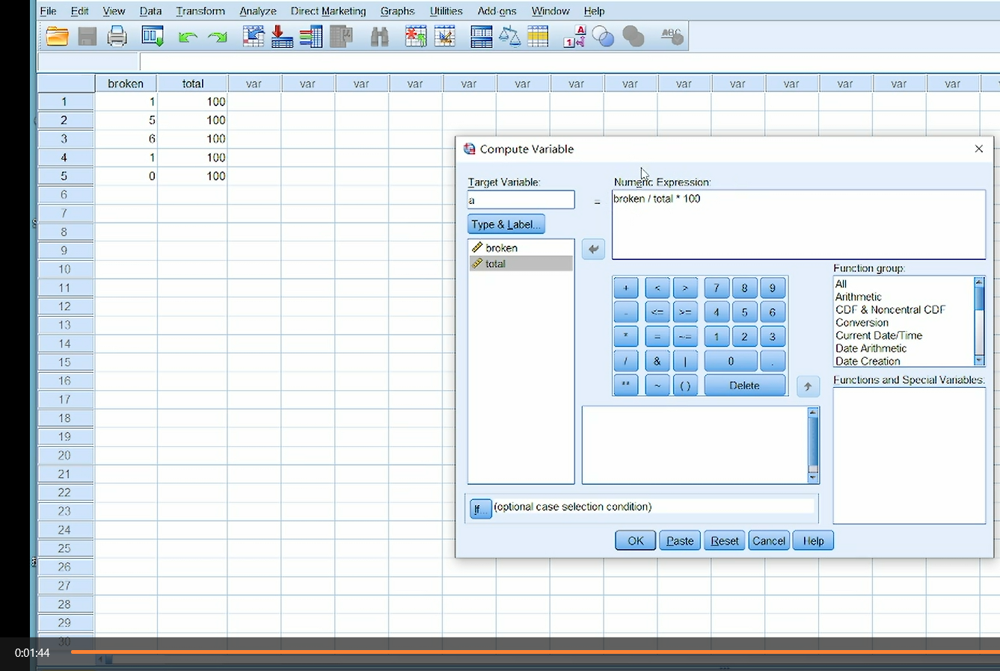 File Edit View Data Transform Analyze Direct Marketing Graphs Utilities Add-ons Window Help
broken total var var var var var var var var var var var var var var
1 1 100
2 5 100
3 6 100
4 1 100
5 0 100
6
7
8
9
10
11
12
13
14
15
16
17
18
19
20
21
22
23
24
25
26
27
28
29
30
Compute Variable
Target Variable:
a
=
Numeric Expression:
broken / total * 100
Type & Label...
broken
total
+ < > 7 8 9
- <= >= 4 5 6
* = ~= 1 2 3
/ & | 0 .
** ~ ( ) Delete
Function group:
All
Arithmetic
CDF & Noncentral CDF
Conversion
Current Date/Time
Date Arithmetic
Date Creation
Functions and Special Variables:
If... (optional case selection condition)
OK Paste Reset Cancel Help
0:01:44